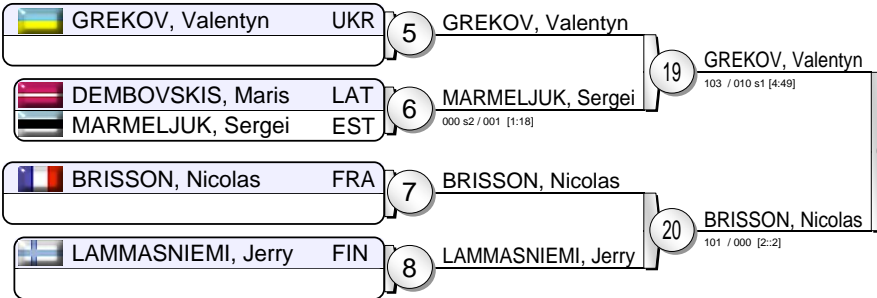 GREKOV, Valentyn UKR
5
GREKOV, Valentyn
19
GREKOV, Valentyn
103 / 010 s1 [4:49]
DEMBOVSKIS, Maris LAT
MARMELJUK, Sergei EST
6
MARMELJUK, Sergei
000 s2 / 001 [1:18]
BRISSON, Nicolas FRA
7
BRISSON, Nicolas
20
BRISSON, Nicolas
101 / 000 [2::2]
LAMMASNIEMI, Jerry FIN
8
LAMMASNIEMI, Jerry